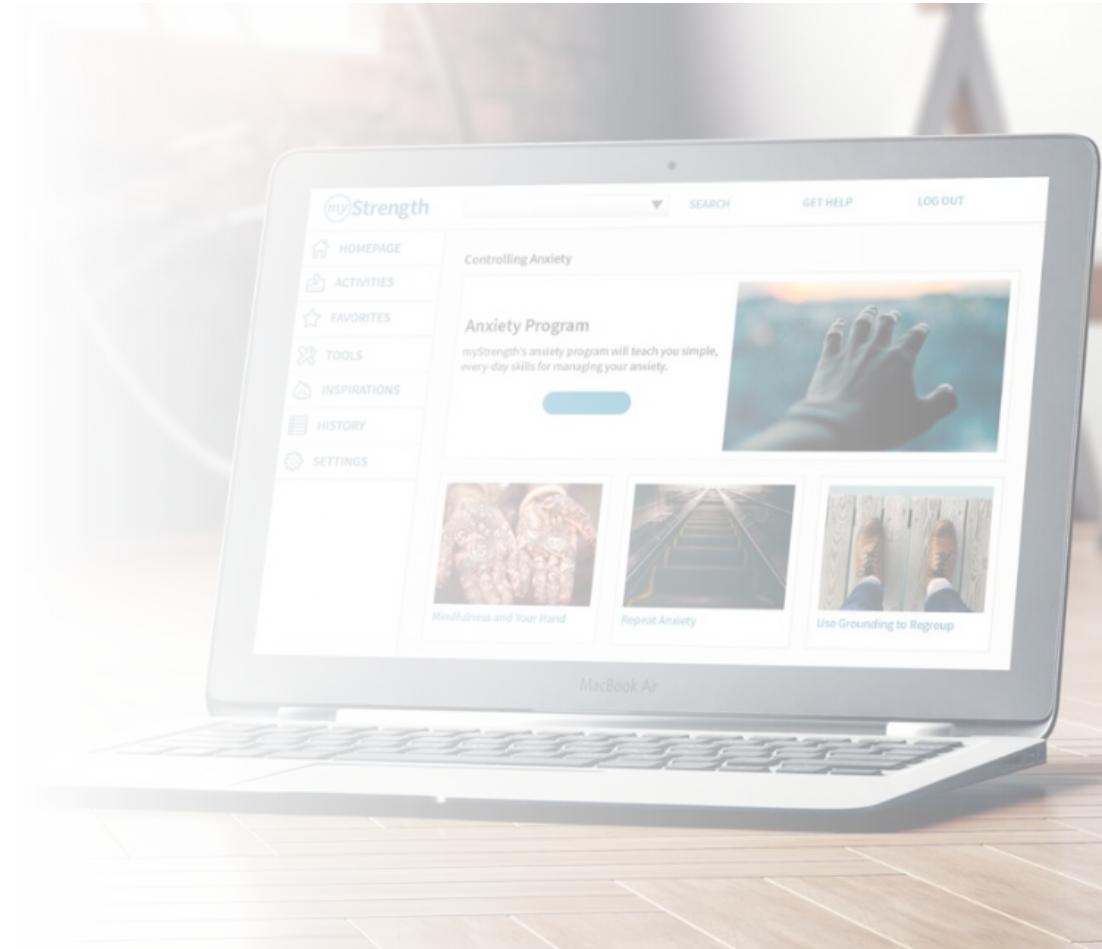 myStrength
SEARCH
GET HELP
LOG OUT
HOMEPAGE
ACTIVITIES
FAVORITES
TOOLS
INSPIRATIONS
HISTORY
SETTINGS
Controlling Anxiety
Anxiety Program
myStrength's anxiety program will teach you simple,
every-day skills for managing your anxiety.
Mindfulness and Your Hand
Repeat Anxiety
Use Grounding to Regroup
MacBook Air